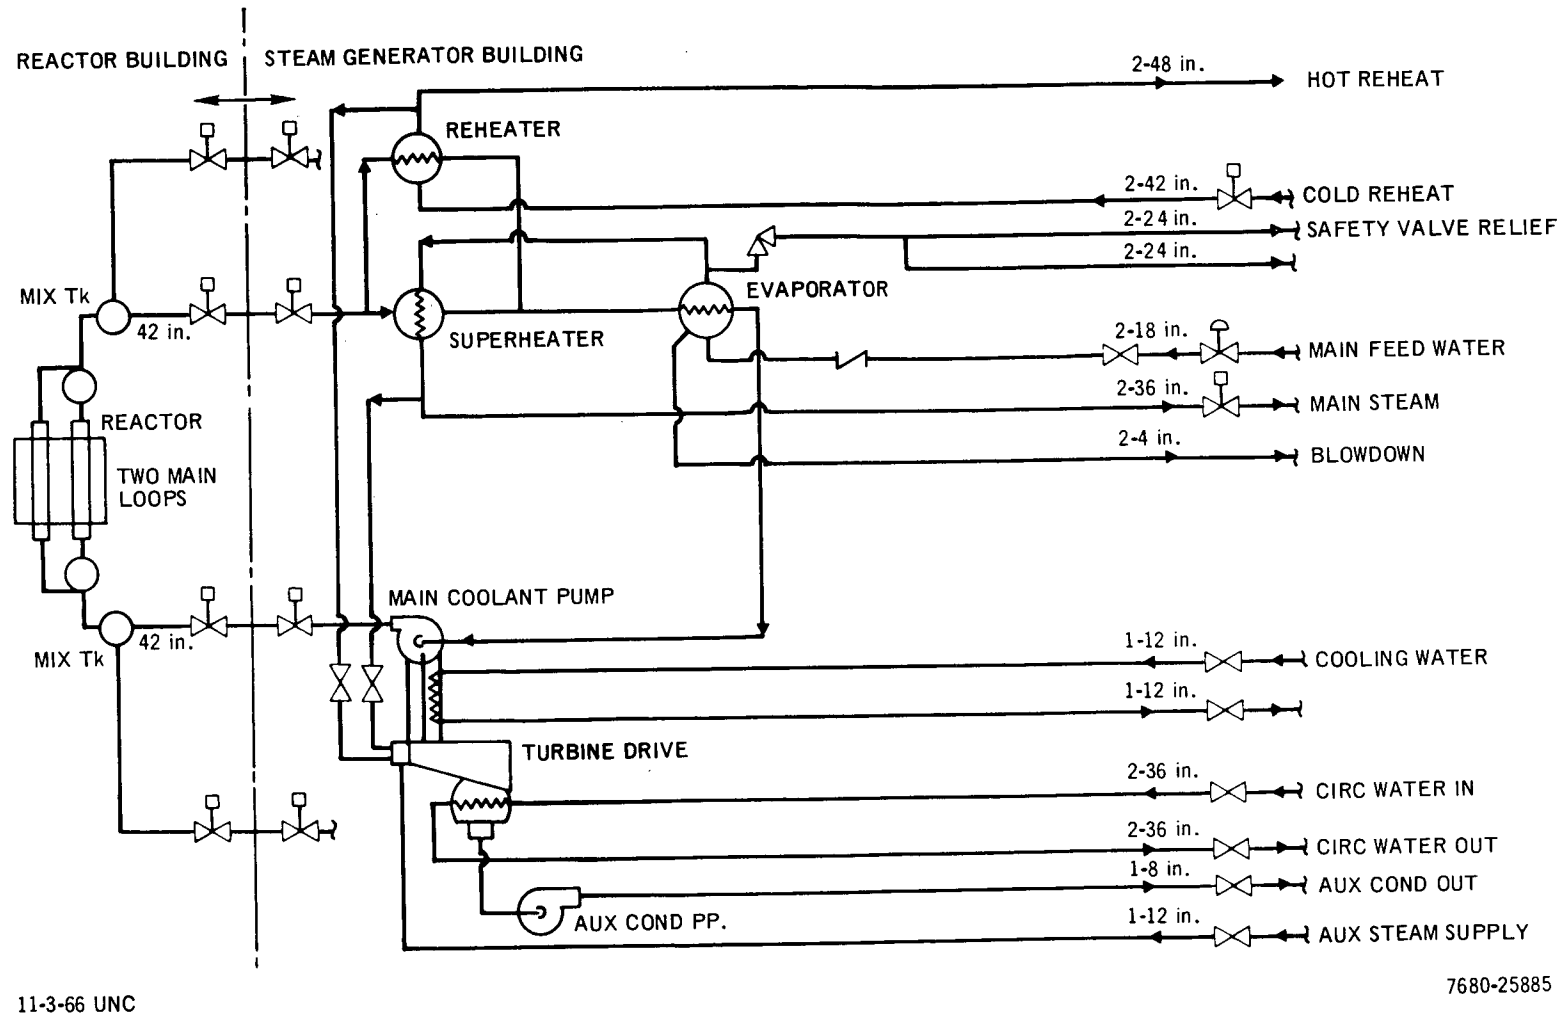 REACTOR BUILDING
STEAM GENERATOR BUILDING
2-48 in.
HOT REHEAT
REHEATER
2-42 in.
COLD REHEAT
2-24 in.
SAFETY VALVE RELIEF
2-24 in.
MIX Tk
42 in.
EVAPORATOR
SUPERHEATER
2-18 in.
MAIN FEED WATER
2-36 in.
MAIN STEAM
REACTOR
2-4 in.
BLOWDOWN
TWO MAIN
LOOPS
MAIN COOLANT PUMP
42 in.
MIX Tk
1-12 in.
COOLING WATER
1-12 in.
TURBINE DRIVE
2-36 in.
CIRC WATER IN
2-36 in.
CIRC WATER OUT
1-8 in.
AUX COND OUT
AUX COND PP.
1-12 in.
AUX STEAM SUPPLY
11-3-66 UNC
7680-25885